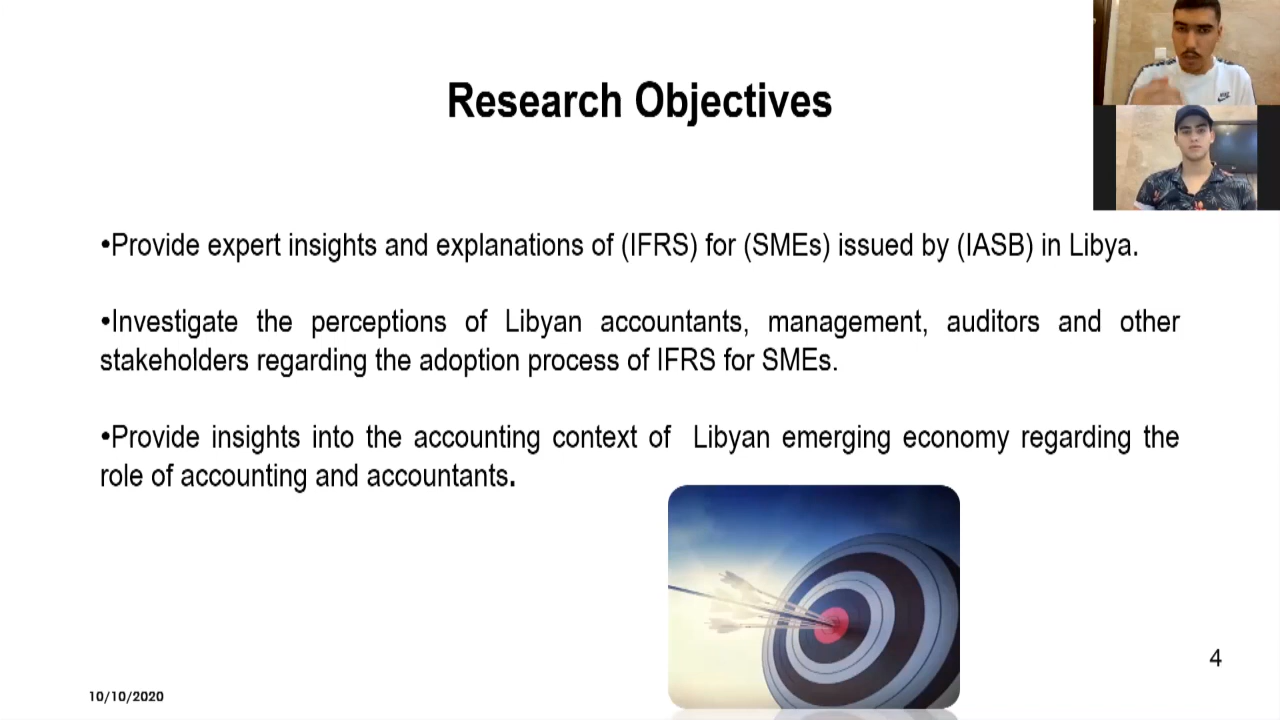 Research Objectives
•Provide expert insights and explanations of (IFRS) for (SMEs) issued by (IASB) in Libya.
•Investigate the perceptions of Libyan accountants, management, auditors and other
stakeholders regarding the adoption process of IFRS for SMEs.
•Provide insights into the accounting context of Libyan emerging economy regarding the
role of accounting and accountants.
4
10/10/2020